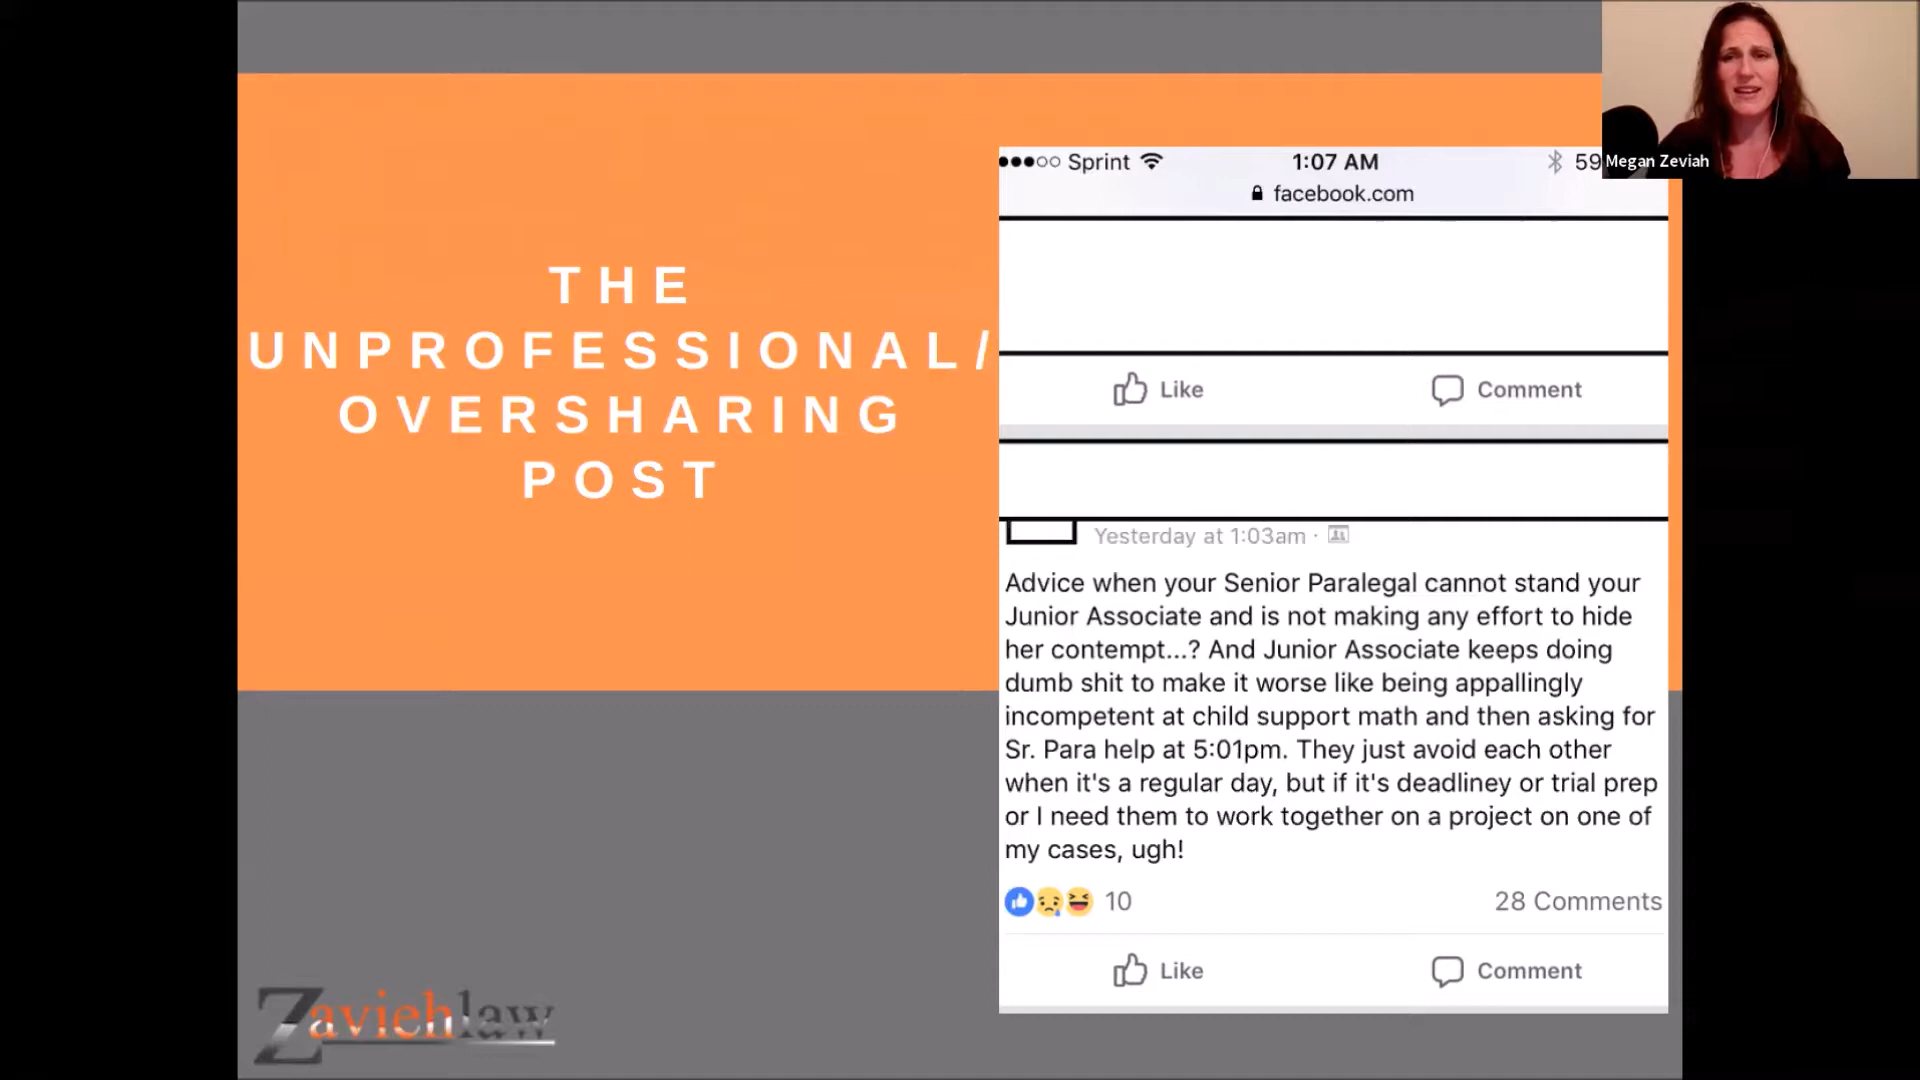 THE
UNPROFESSIONAL/
OVERSHARING
POST
Sprint
1:07 AM
59
facebook.com
Megan Zeviah
Like
Comment
Yesterday at 1:03am ·
Advice when your Senior Paralegal cannot stand your
Junior Associate and is not making any effort to hide
her contempt...? And Junior Associate keeps doing
dumb shit to make it worse like being appallingly
incompetent at child support math and then asking for
Sr. Para help at 5:01pm. They just avoid each other
when it's a regular day, but if it's deadliney or trial prep
or I need them to work together on a project on one of
my cases, ugh!
10
28 Comments
Like
Comment
Zaviehlaw